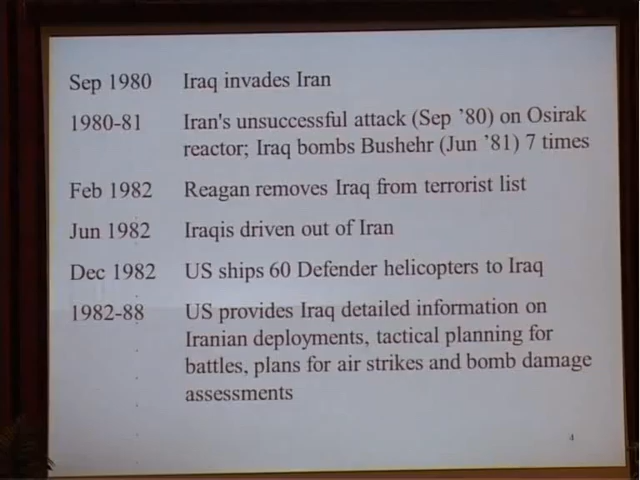 Sep 1980 Iraq invades Iran
1980-81 Iran's unsuccessful attack (Sep '80) on Osirak
reactor; Iraq bombs Bushehr (Jun '81) 7 times
Feb 1982 Reagan removes Iraq from terrorist list
Jun 1982 Iraqis driven out of Iran
Dec 1982 US ships 60 Defender helicopters to Iraq
1982-88 US provides Iraq detailed information on
Iranian deployments, tactical planning for
battles, plans for air strikes and bomb damage
assessments
4